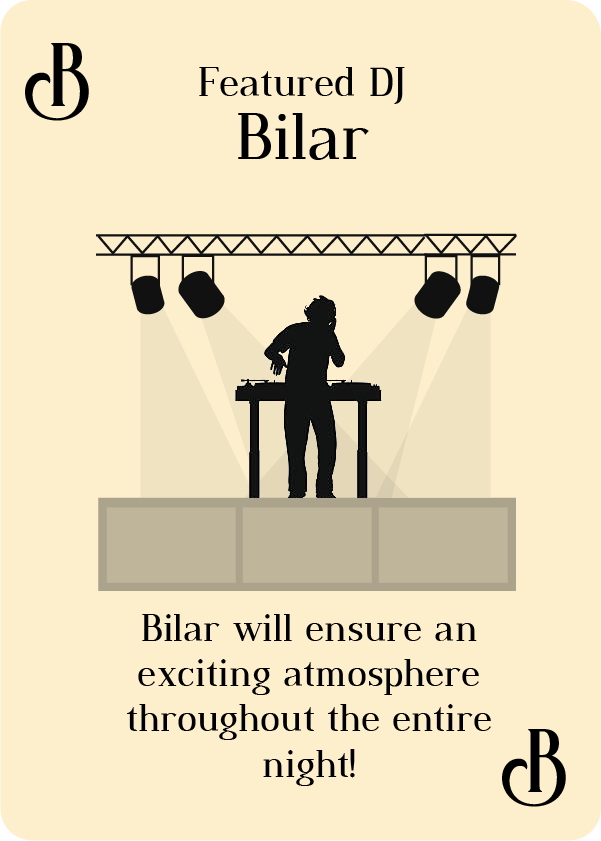 B
Featured DJ
Bilar
Bilar will ensure an
exciting atmosphere
throughout the entire
night!
B